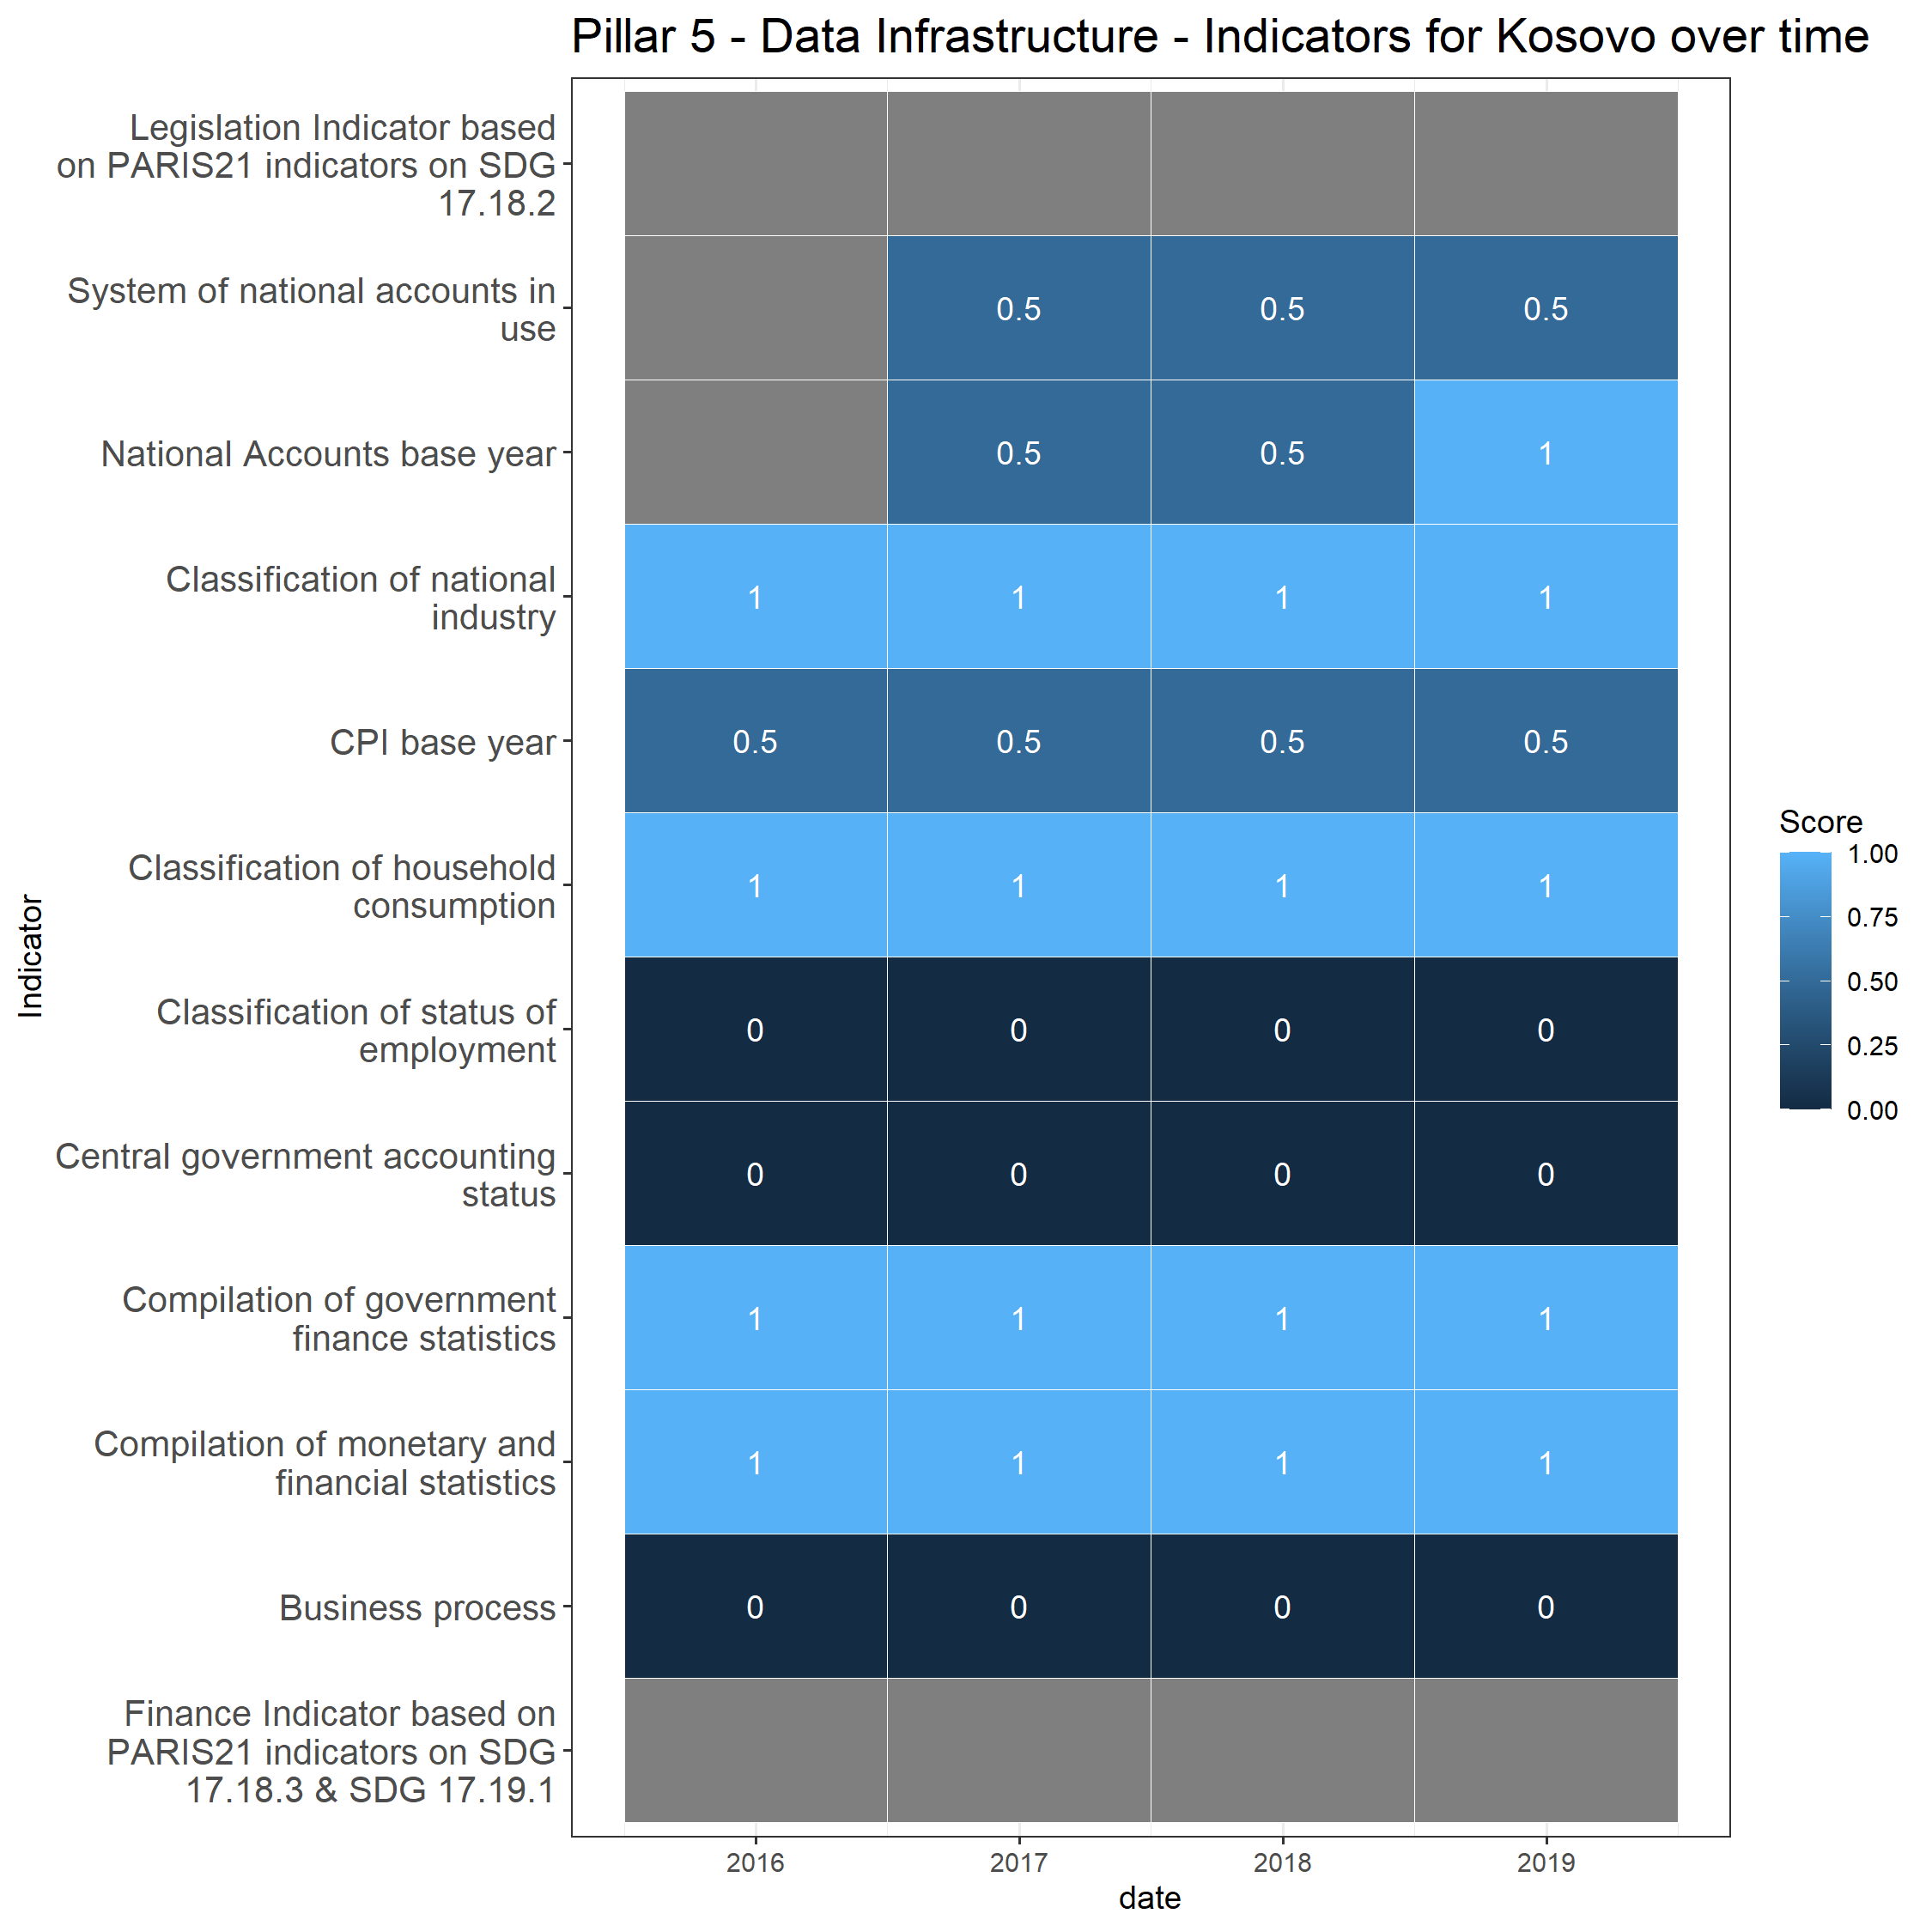 Pillar 5 - Data Infrastructure - Indicators for Kosovo over time
Indicator
Legislation Indicator based
on PARIS21 indicators on SDG
17.18.2
System of national accounts in
use
0.5 0.5 0.5
National Accounts base year
0.5 0.5 1
Classification of national
industry
1 1 1 1
CPI base year
0.5 0.5 0.5 0.5
Classification of household
consumption
1 1 1 1
Classification of status of
employment
0 0 0 0
Central government accounting
status
0 0 0 0
Compilation of government
finance statistics
1 1 1 1
Compilation of monetary and
financial statistics
1 1 1 1
Business process
0 0 0 0
Finance Indicator based on
PARIS21 indicators on SDG
17.18.3 & SDG 17.19.1
2016 2017 2018 2019
date
Score
1.00
0.75
0.50
0.25
0.00